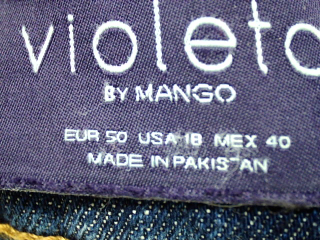 violeta
BY MANGO
EUR 50 USA 18 MEX 40
MADE IN PAKISTAN